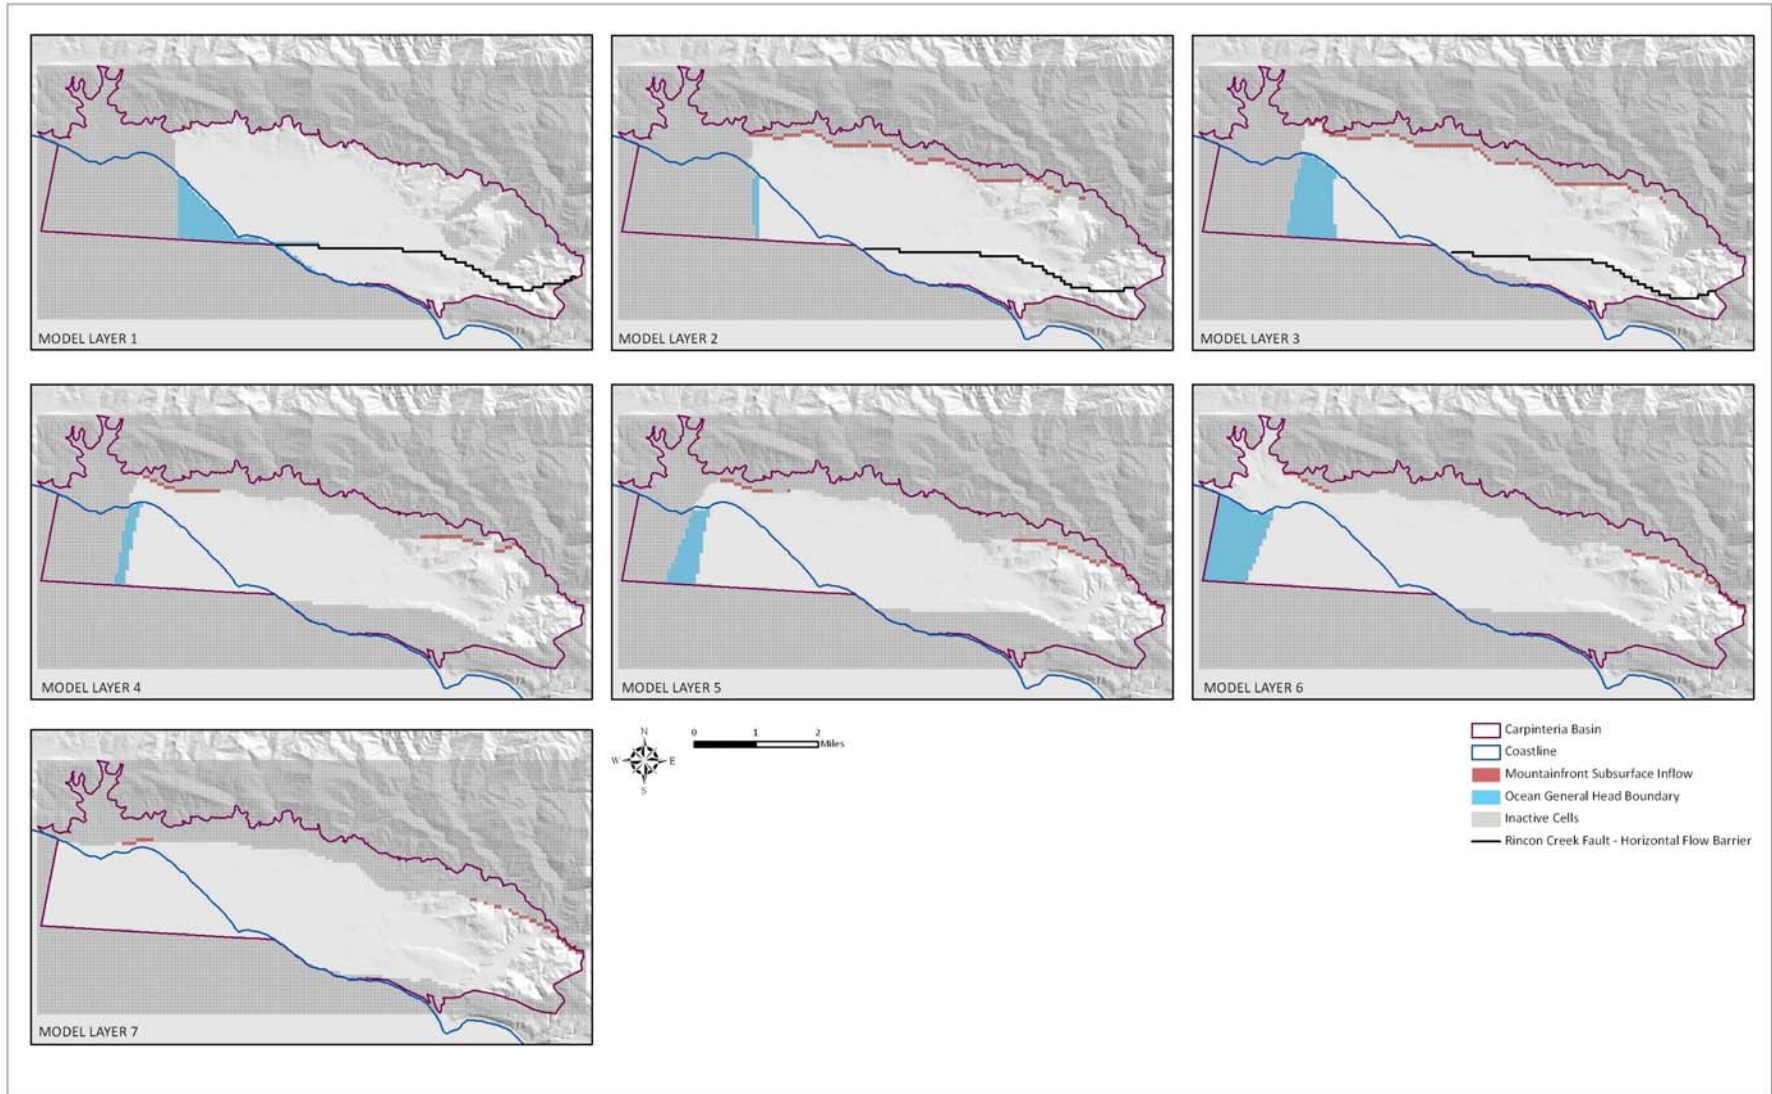 MODEL LAYER 1
MODEL LAYER 2
MODEL LAYER 3
MODEL LAYER 4
MODEL LAYER 5
MODEL LAYER 6
MODEL LAYER 7
N
W E
S
0 1 2
Miles
Carpinteria Basin
Coastline
Mountainfront Subsurface Inflow
Ocean General Head Boundary
Inactive Cells
Rincon Creek Fault - Horizontal Flow Barrier